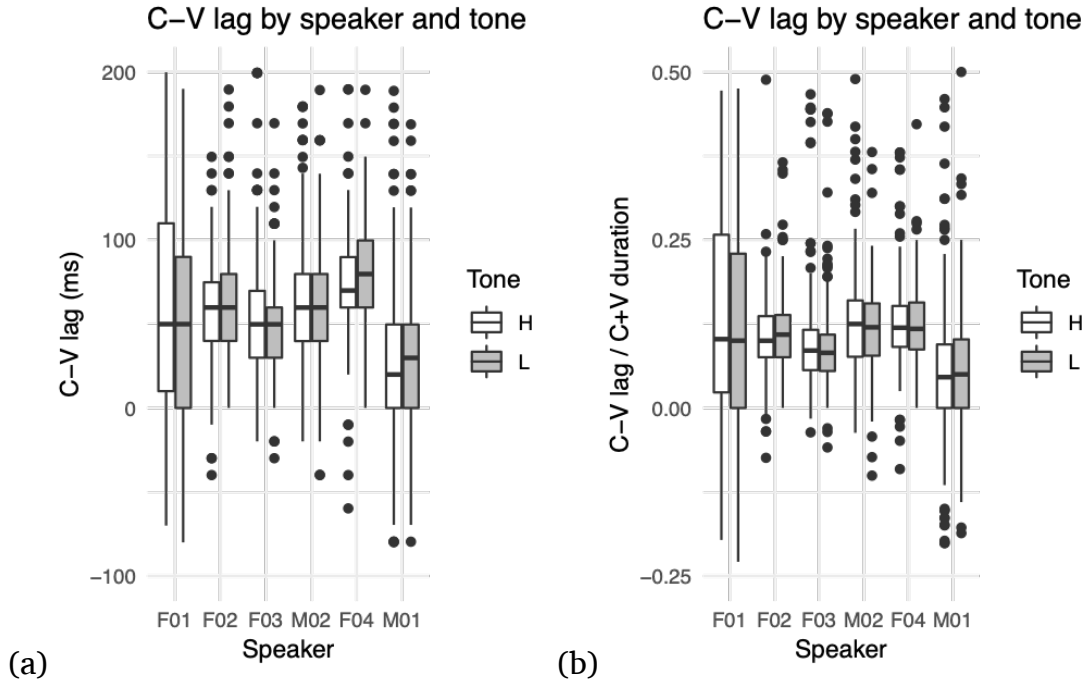 C−V lag by speaker and tone
C−V lag (ms)
200
100
0
−100
F01 F02 F03 M02 F04 M01
Speaker
Tone
H
L
(a)
C−V lag by speaker and tone
C−V lag / C+V duration
0.50
0.25
0.00
−0.25
F01 F02 F03 M02 F04 M01
Speaker
Tone
H
L
(b)